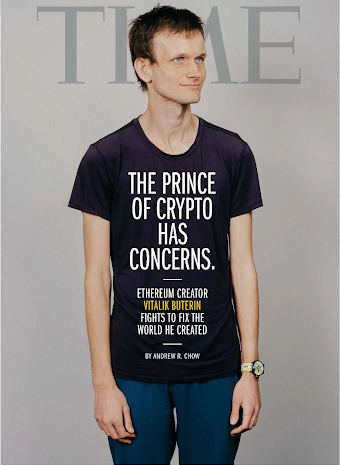 TIME
THE PRINCE
OF CRYPTO
HAS
CONCERNS.
ETHEREUM CREATOR
VITALIK BUTERIN
FIGHTS TO FIX THE
WORLD HE CREATED
BY ANDREW R. CHOW